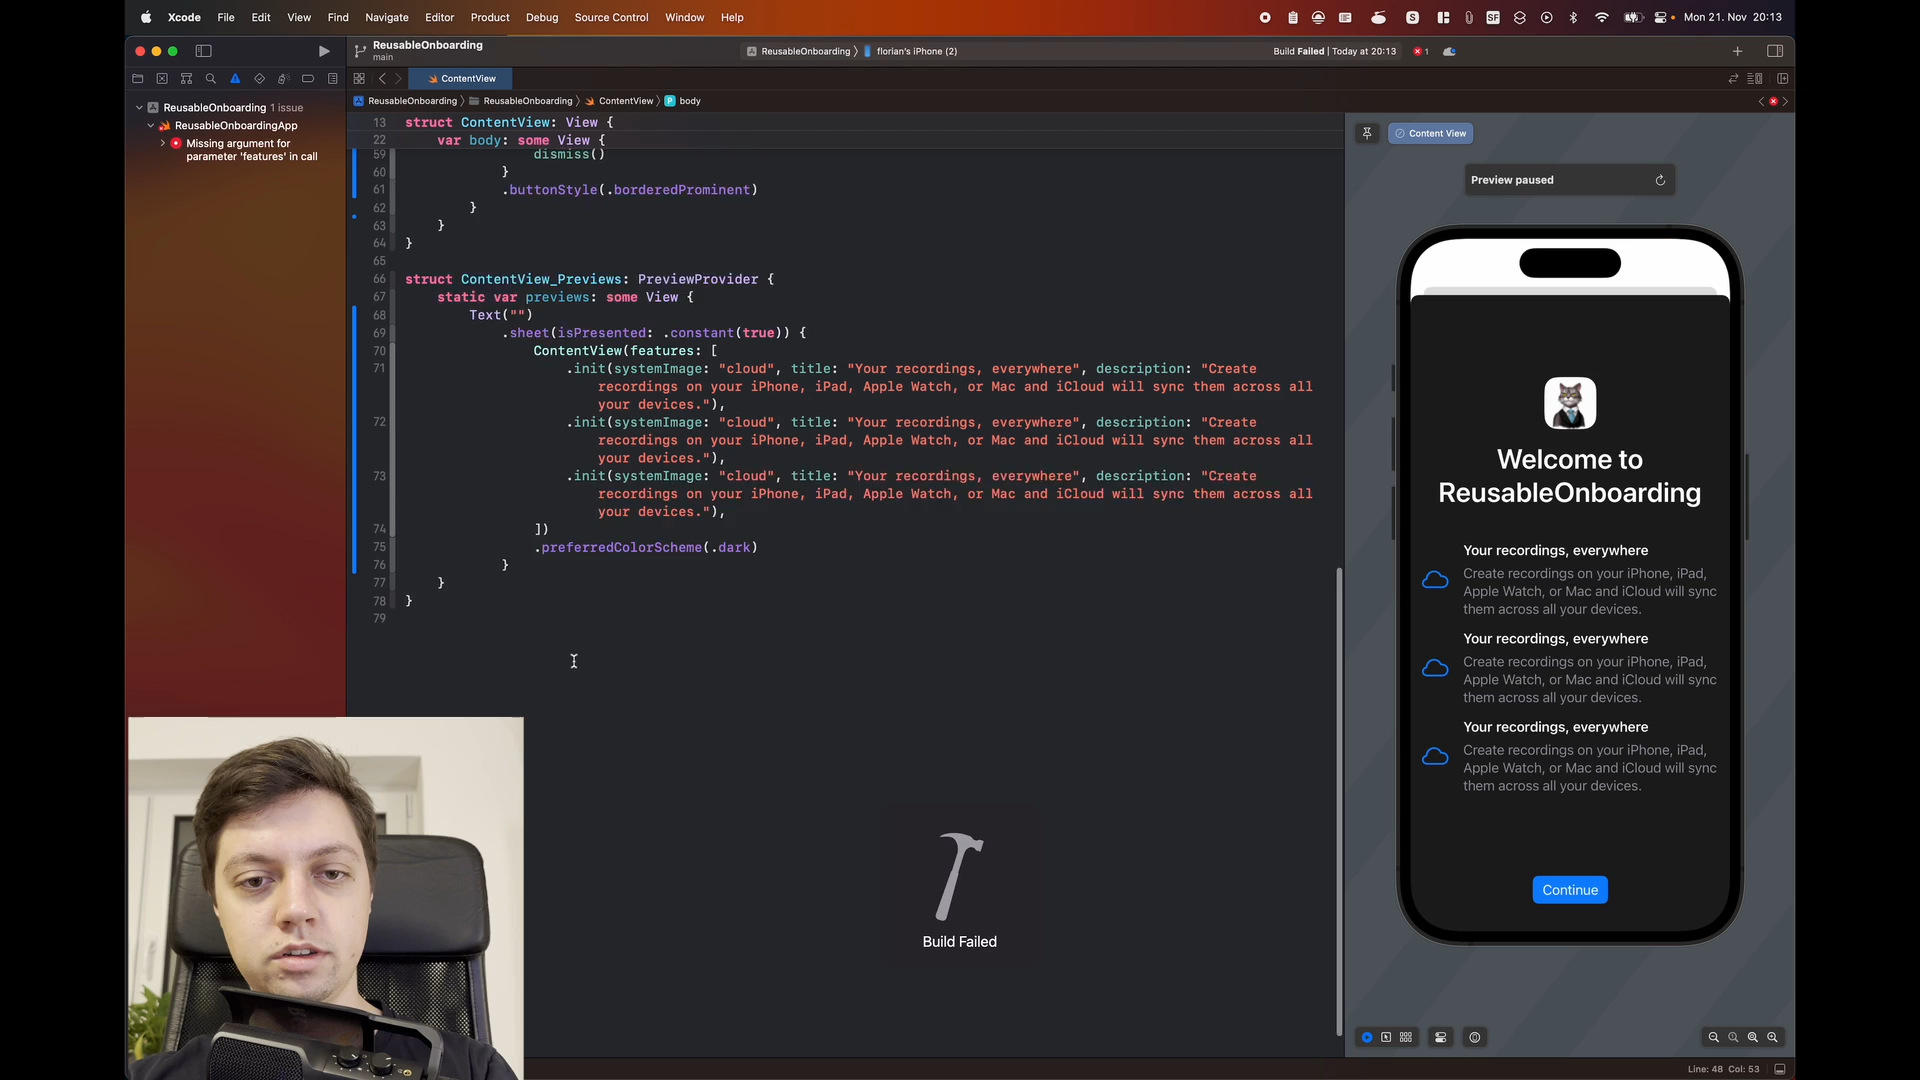 Xcode File Edit View Find Navigate Editor Product Debug Source Control Window Help
S SF Mon 21. Nov 20:13
ReusableOnboarding
main
ReusableOnboarding florian's iPhone (2)
Build Failed | Today at 20:13 1
ContentView
ReusableOnboarding 1 issue
ReusableOnboardingApp
Missing argument for
parameter 'features' in call
ReusableOnboarding ReusableOnboarding ContentView P body
13 struct ContentView: View {
22 var body: some View {
59 dismiss()
60 }
61 .buttonStyle(.borderedProminent)
62 }
63 }
64 }
65
66 struct ContentView_Previews: PreviewProvider {
67 static var previews: some View {
68 Text("")
69 .sheet(isPresented: .constant(true)) {
70 ContentView(features: [
71 .init(systemImage: "cloud", title: "Your recordings, everywhere", description: "Create
recordings on your iPhone, iPad, Apple Watch, or Mac and iCloud will sync them across all
your devices."),
72 .init(systemImage: "cloud", title: "Your recordings, everywhere", description: "Create
recordings on your iPhone, iPad, Apple Watch, or Mac and iCloud will sync them across all
your devices."),
73 .init(systemImage: "cloud", title: "Your recordings, everywhere", description: "Create
recordings on your iPhone, iPad, Apple Watch, or Mac and iCloud will sync them across all
your devices."),
74 ])
75 .preferredColorScheme(.dark)
76 }
77 }
78 }
79
Build Failed
Content View
Preview paused
Welcome to
ReusableOnboarding
Your recordings, everywhere
Create recordings on your iPhone, iPad,
Apple Watch, or Mac and iCloud will sync
them across all your devices.
Your recordings, everywhere
Create recordings on your iPhone, iPad,
Apple Watch, or Mac and iCloud will sync
them across all your devices.
Your recordings, everywhere
Create recordings on your iPhone, iPad,
Apple Watch, or Mac and iCloud will sync
them across all your devices.
Continue
Line: 48 Col: 53